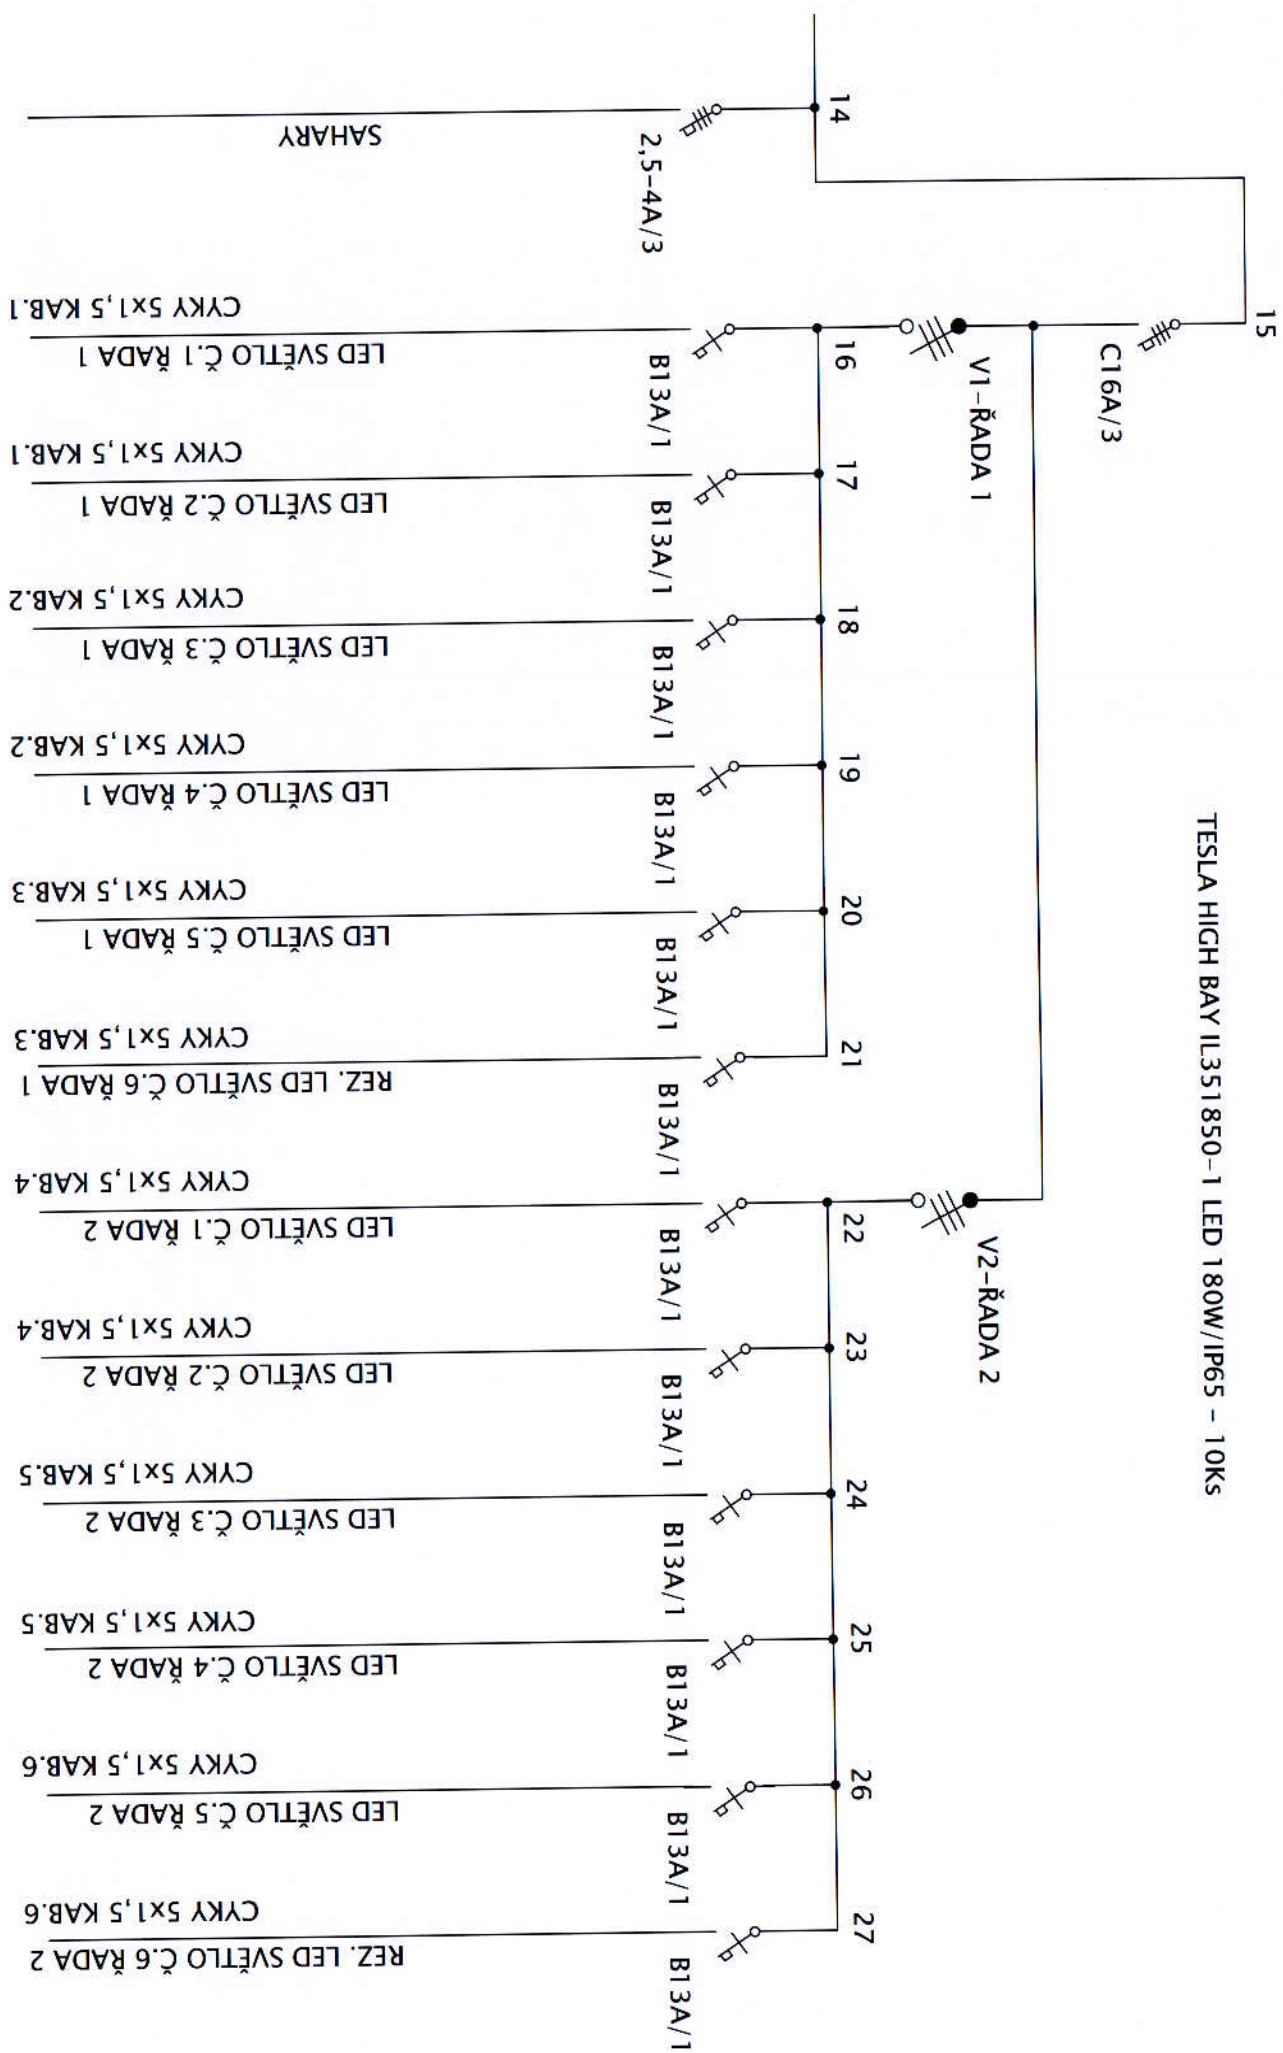 TESLA HIGH BAY IL351850-1 LED 180W/IP65 - 10Ks
14
2,5-4A/3
SAHARY
15
C16A/3
V1-ŘADA 1
16
B13A/1
CYKY 5x1,5 KAB.1
LED SVĚTLO Č.1 ŘADA 1
17
B13A/1
CYKY 5x1,5 KAB.1
LED SVĚTLO Č.2 ŘADA 1
18
B13A/1
CYKY 5x1,5 KAB.2
LED SVĚTLO Č.3 ŘADA 1
19
B13A/1
CYKY 5x1,5 KAB.2
LED SVĚTLO Č.4 ŘADA 1
20
B13A/1
CYKY 5x1,5 KAB.3
LED SVĚTLO Č.5 ŘADA 1
21
B13A/1
CYKY 5x1,5 KAB.3
REZ. LED SVĚTLO Č.6 ŘADA 1
V2-ŘADA 2
22
B13A/1
CYKY 5x1,5 KAB.4
LED SVĚTLO Č.1 ŘADA 2
23
B13A/1
CYKY 5x1,5 KAB.4
LED SVĚTLO Č.2 ŘADA 2
24
B13A/1
CYKY 5x1,5 KAB.5
LED SVĚTLO Č.3 ŘADA 2
25
B13A/1
CYKY 5x1,5 KAB.5
LED SVĚTLO Č.4 ŘADA 2
26
B13A/1
CYKY 5x1,5 KAB.6
LED SVĚTLO Č.5 ŘADA 2
27
B13A/1
CYKY 5x1,5 KAB.6
REZ. LED SVĚTLO Č.6 ŘADA 2